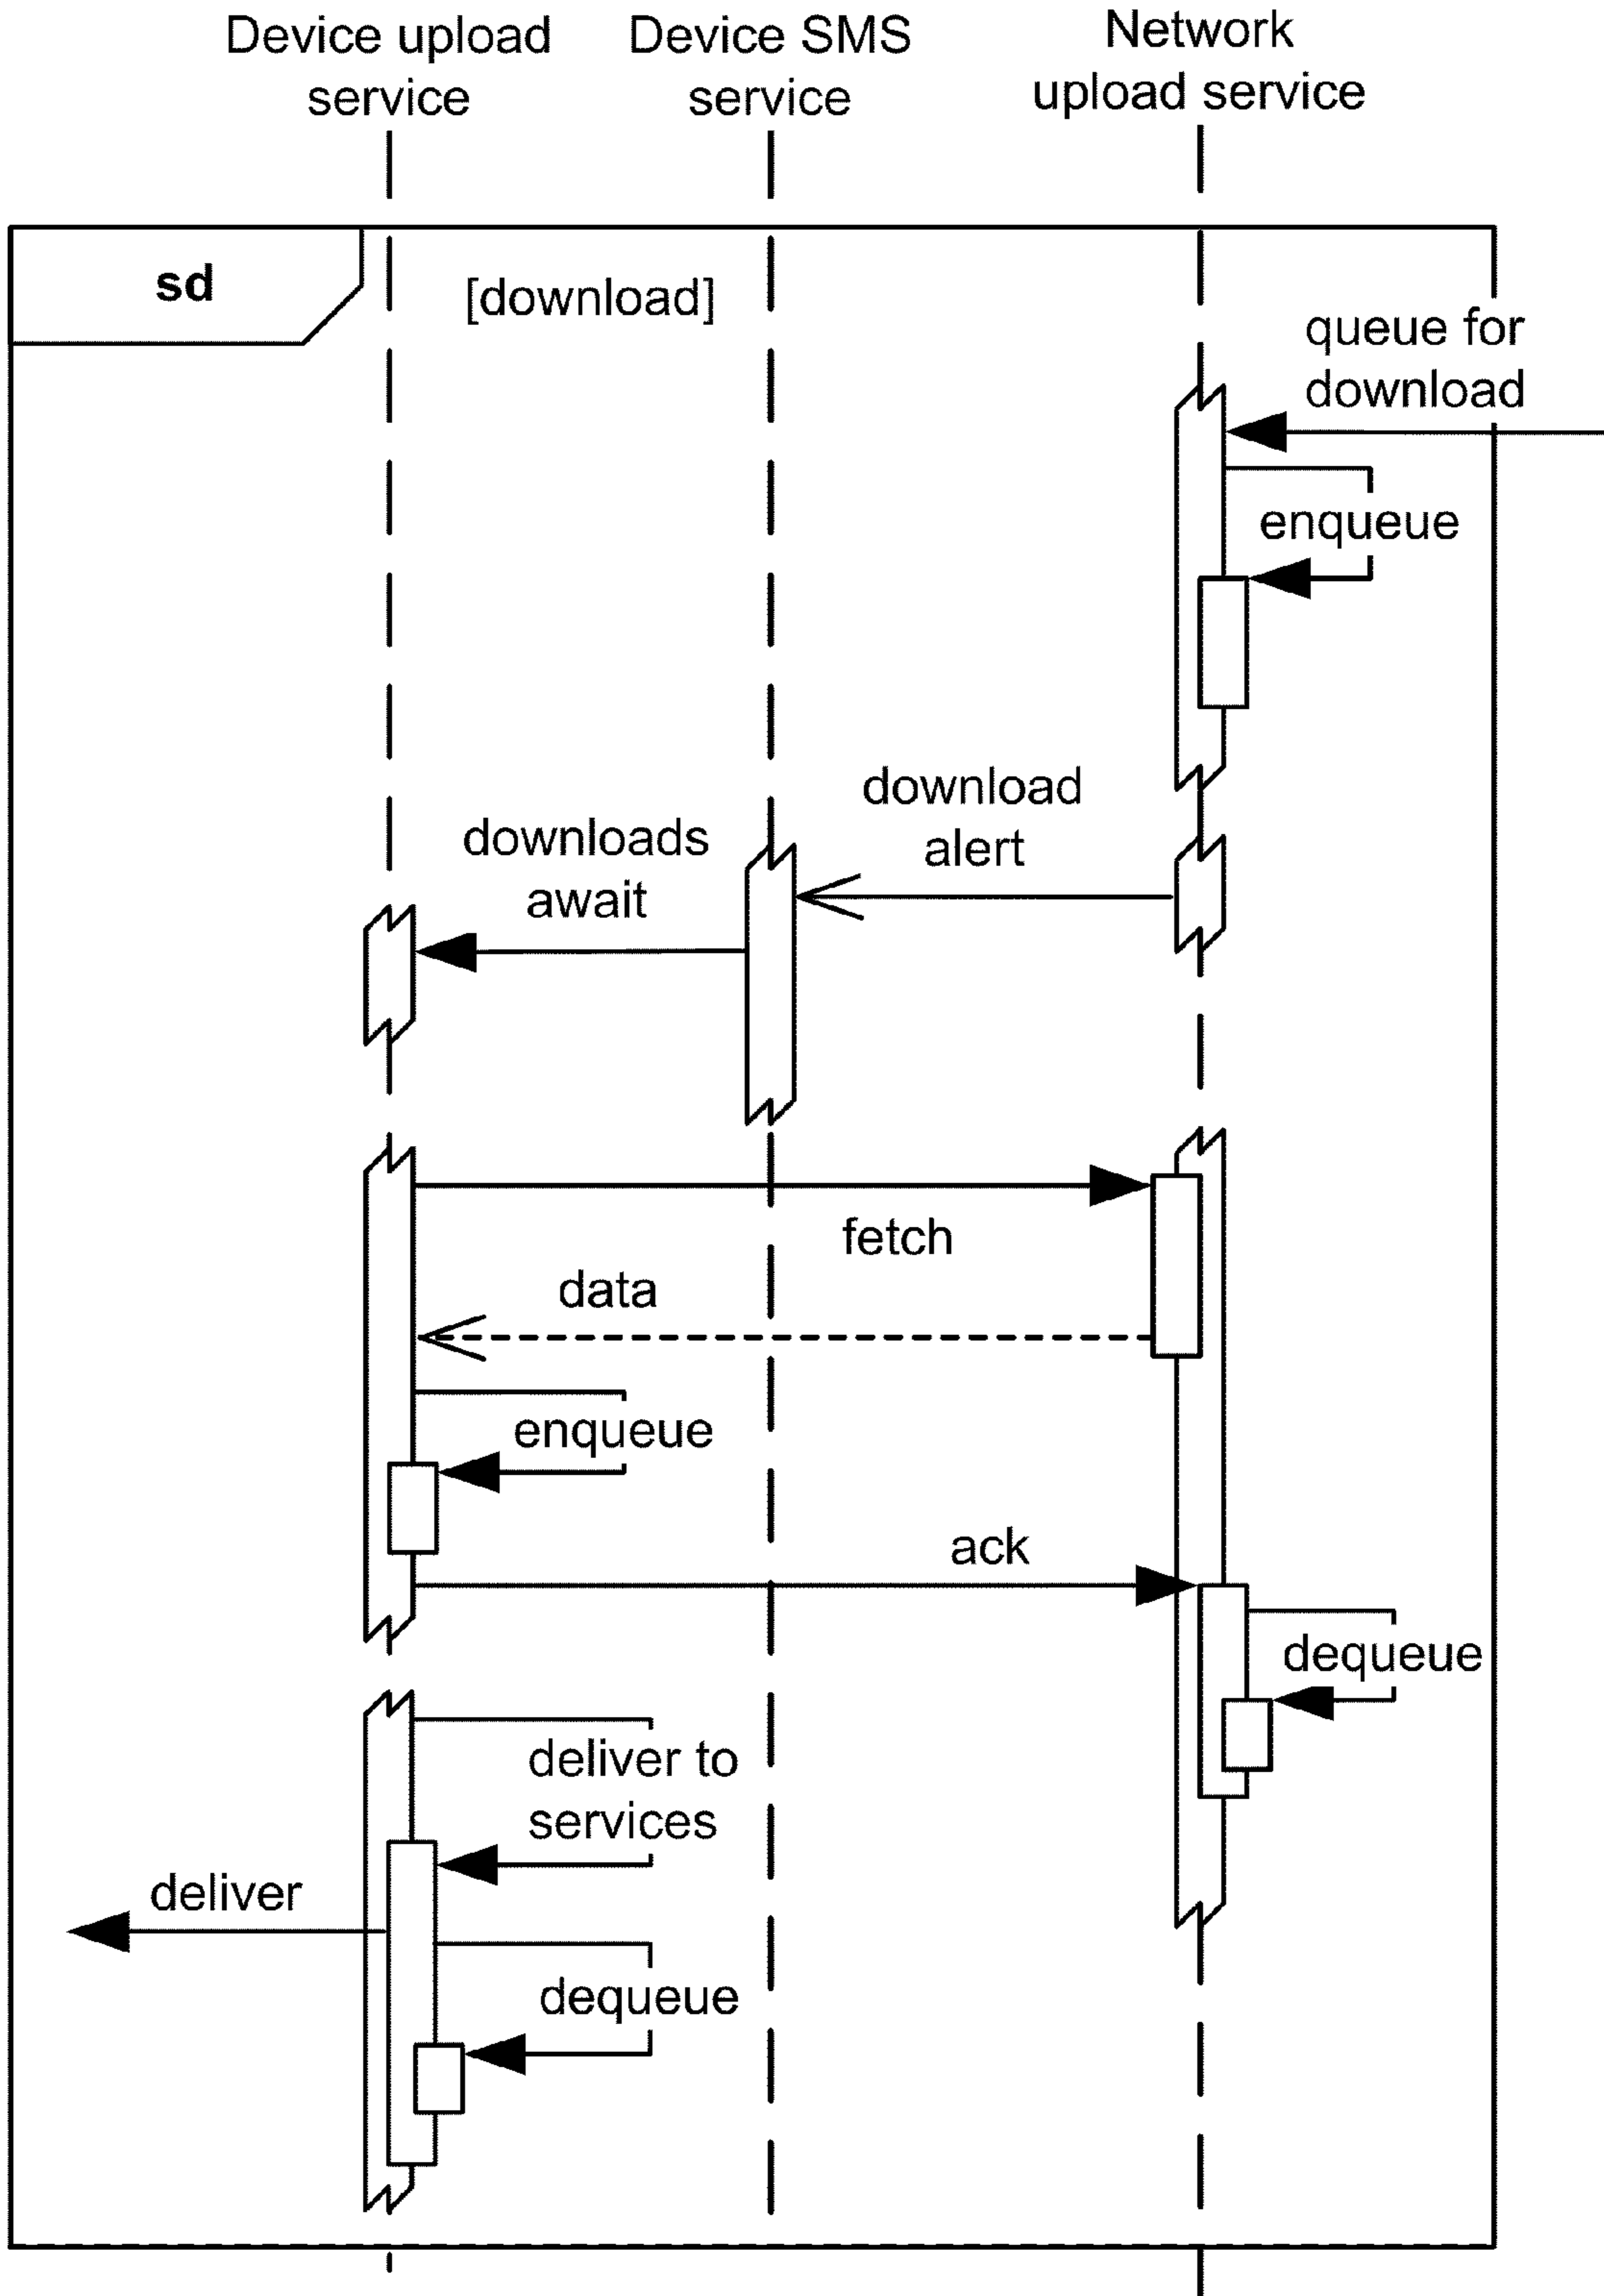 Device upload
service
Device SMS
service
Network
upload service
sd
[download]
queue for
download
enqueue
download
alert
downloads
await
fetch
data
enqueue
ack
dequeue
deliver to
services
deliver
dequeue